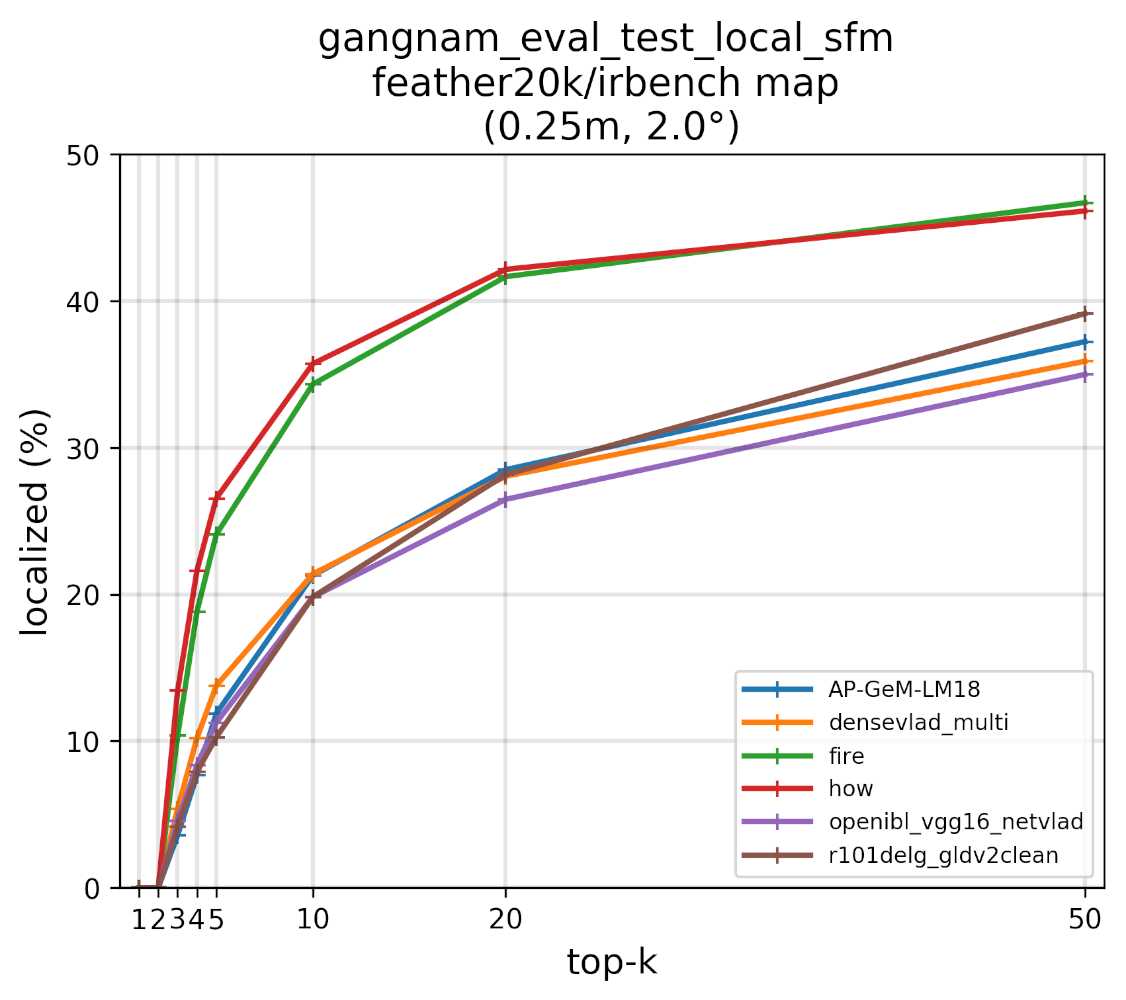 gangnam_eval_test_local_sfm
feather20k/irbench map
(0.25m, 2.0°)
50
40
30
20
10
0
localized (%)
AP-GeM-LM18
densevlad_multi
fire
how
openibl_vgg16_netvlad
r101delg_gldv2clean
1 2 3 4 5 10 20 50
top-k